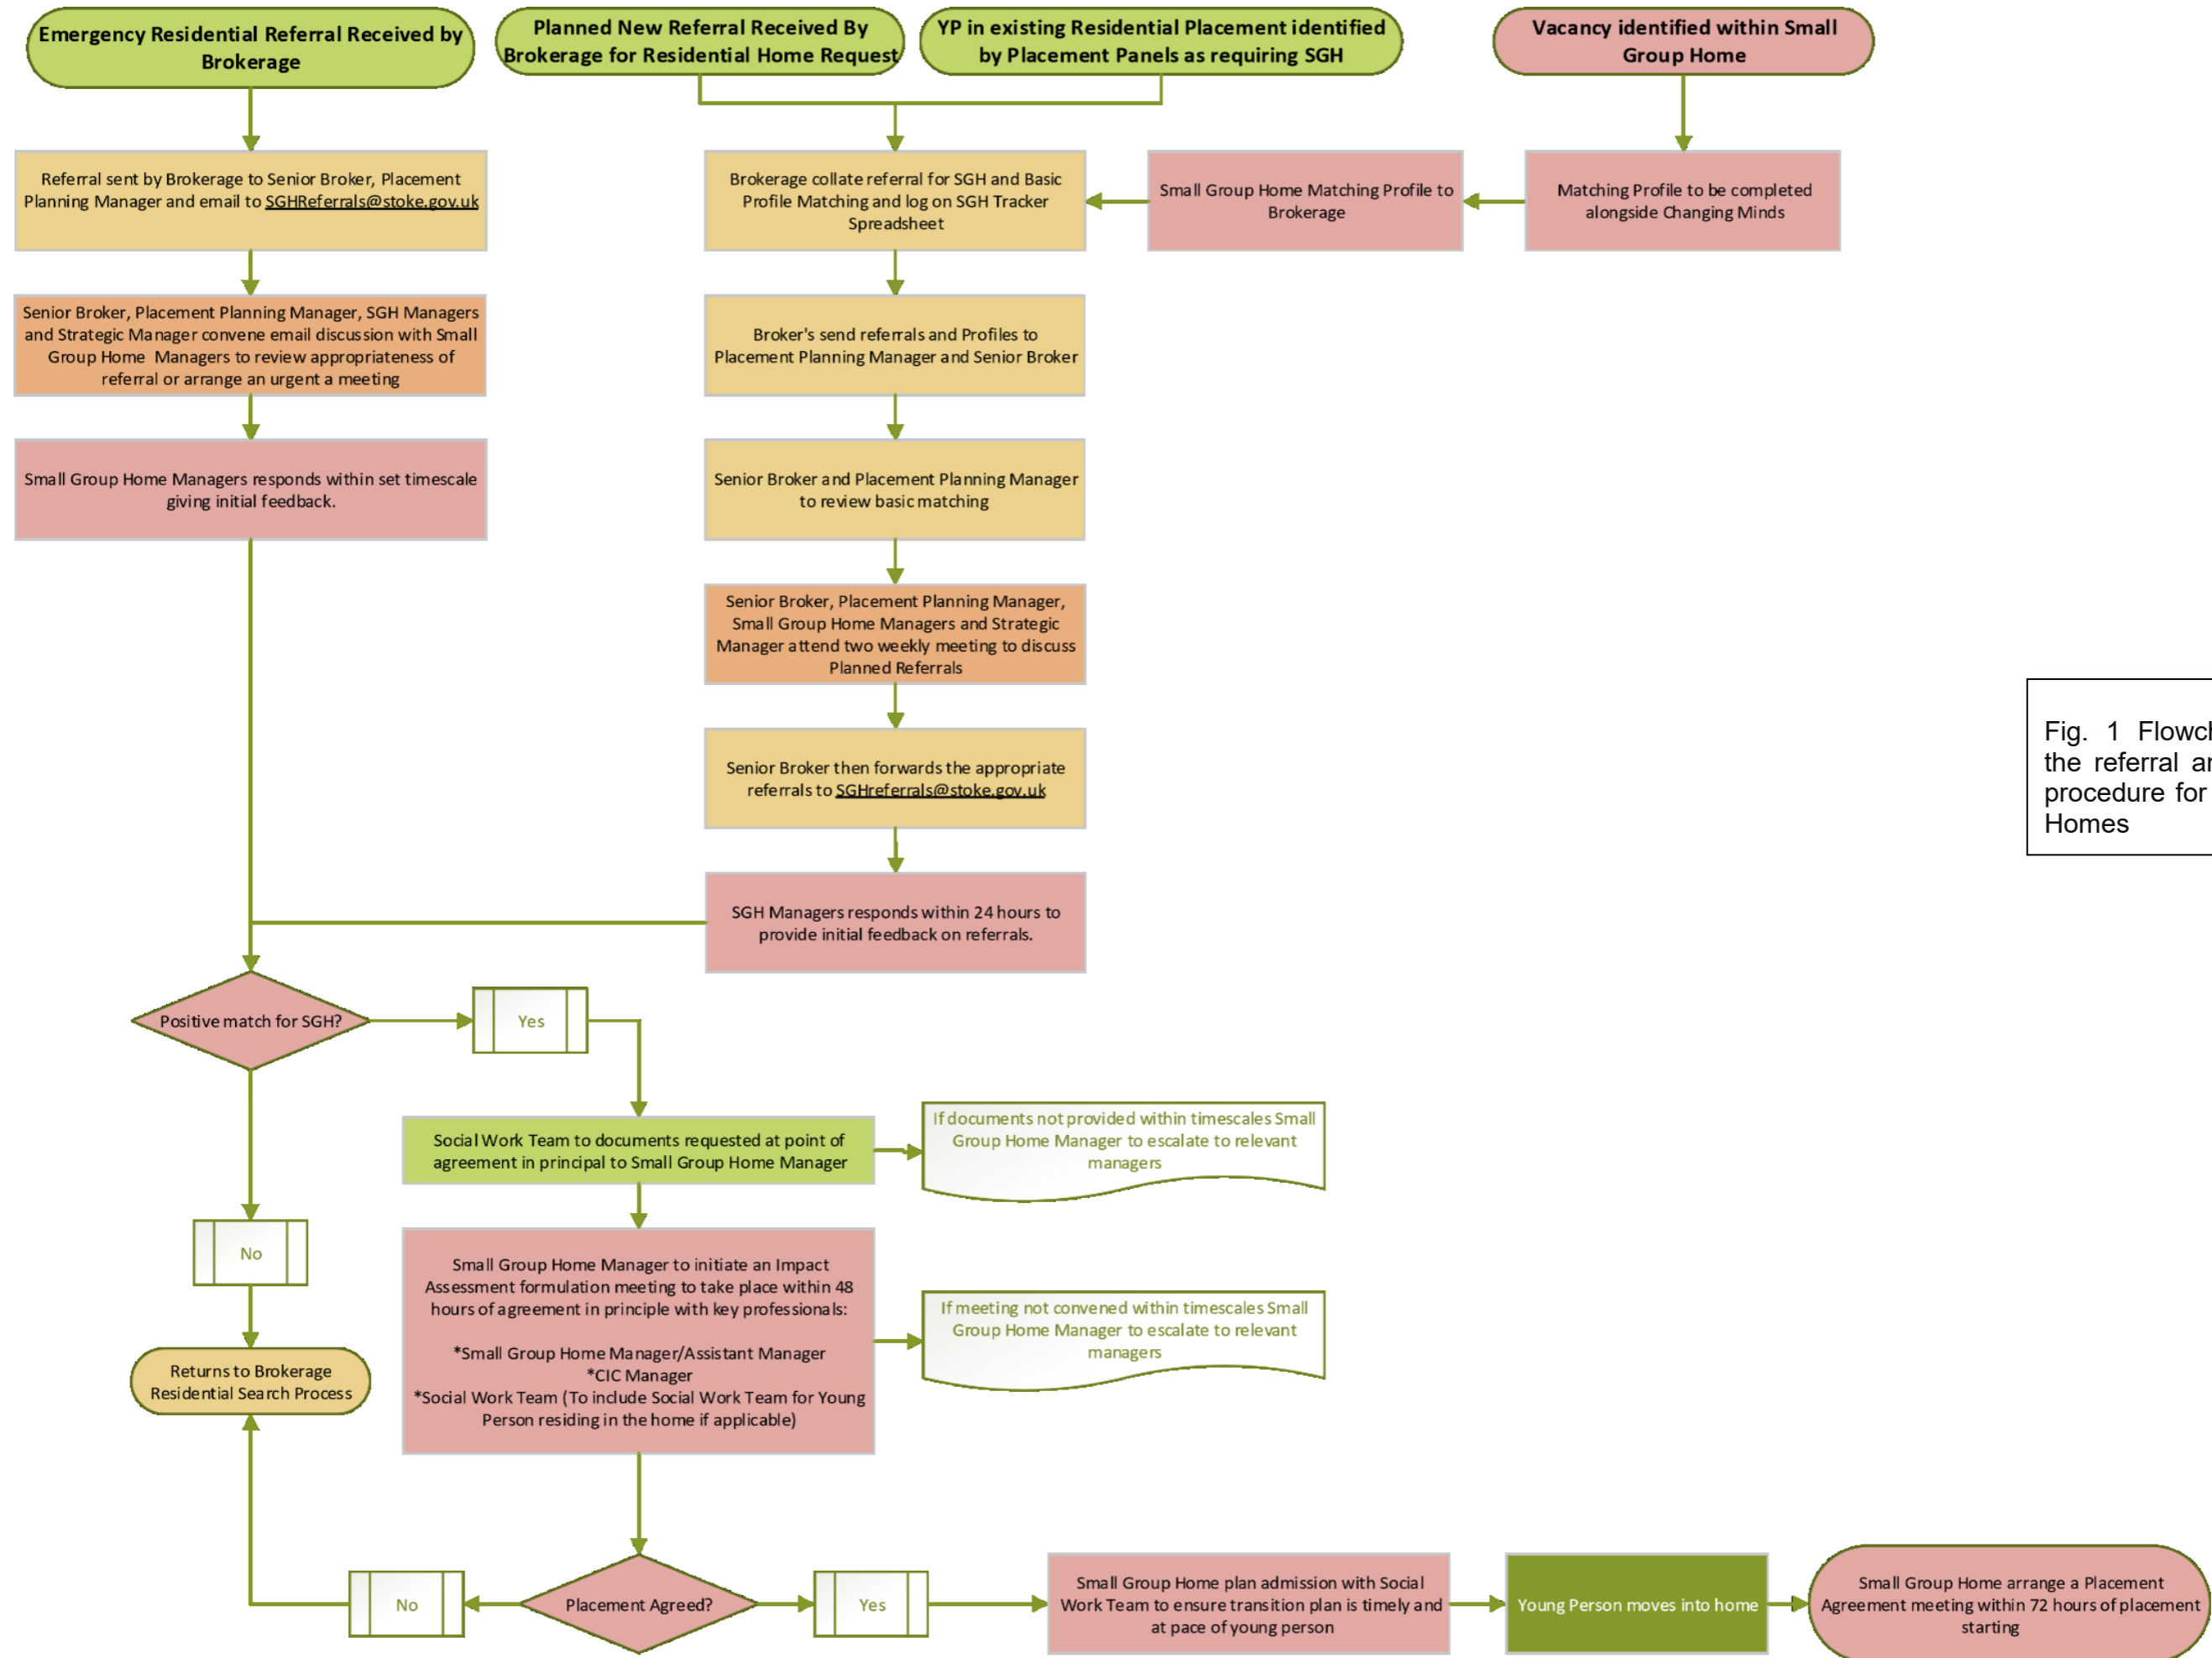 Emergency Residential Referral Received by
Brokerage
Planned New Referral Received By
Brokerage for Residential Home Request
YP in existing Residential Placement identified
by Placement Panels as requiring SGH
Vacancy identified within Small
Group Home
Referral sent by Brokerage to Senior Broker, Placement
Planning Manager and email to SGHReferrals@stoke.gov.uk
Brokerage collate referral for SGH and Basic
Profile Matching and log on SGH Tracker
Spreadsheet
Small Group Home Matching Profile to
Brokerage
Matching Profile to be completed
alongside Changing Minds
Senior Broker, Placement Planning Manager, SGH Managers
and Strategic Manager convene email discussion with Small
Group Home Managers to review appropriateness of
referral or arrange an urgent a meeting
Broker's send referrals and Profiles to
Placement Planning Manager and Senior Broker
Small Group Home Managers responds within set timescale
giving initial feedback.
Senior Broker and Placement Planning Manager
to review basic matching
Senior Broker, Placement Planning Manager,
Small Group Home Managers and Strategic
Manager attend two weekly meeting to discuss
Planned Referrals
Senior Broker then forwards the appropriate
referrals to SGHreferrals@stoke.gov.uk
Fig. 1 Flowch
the referral an
procedure for
Homes
SGH Managers responds within 24 hours to
provide initial feedback on referrals.
Positive match for SGH?
Yes
Social Work Team to documents requested at point of
agreement in principal to Small Group Home Manager
If documents not provided within timescales Small
Group Home Manager to escalate to relevant
managers
No
Small Group Home Manager to initiate an Impact
Assessment formulation meeting to take place within 48
hours of agreement in principle with key professionals:
*Small Group Home Manager/Assistant Manager
*CIC Manager
*Social Work Team (To include Social Work Team for Young
Person residing in the home if applicable)
If meeting not convened within timescales Small
Group Home Manager to escalate to relevant
managers
Returns to Brokerage
Residential Search Process
No
Placement Agreed?
Yes
Small Group Home plan admission with Social
Work Team to ensure transition plan is timely and
at pace of young person
Young Person moves into home
Small Group Home arrange a Placement
Agreement meeting within 72 hours of placement
starting